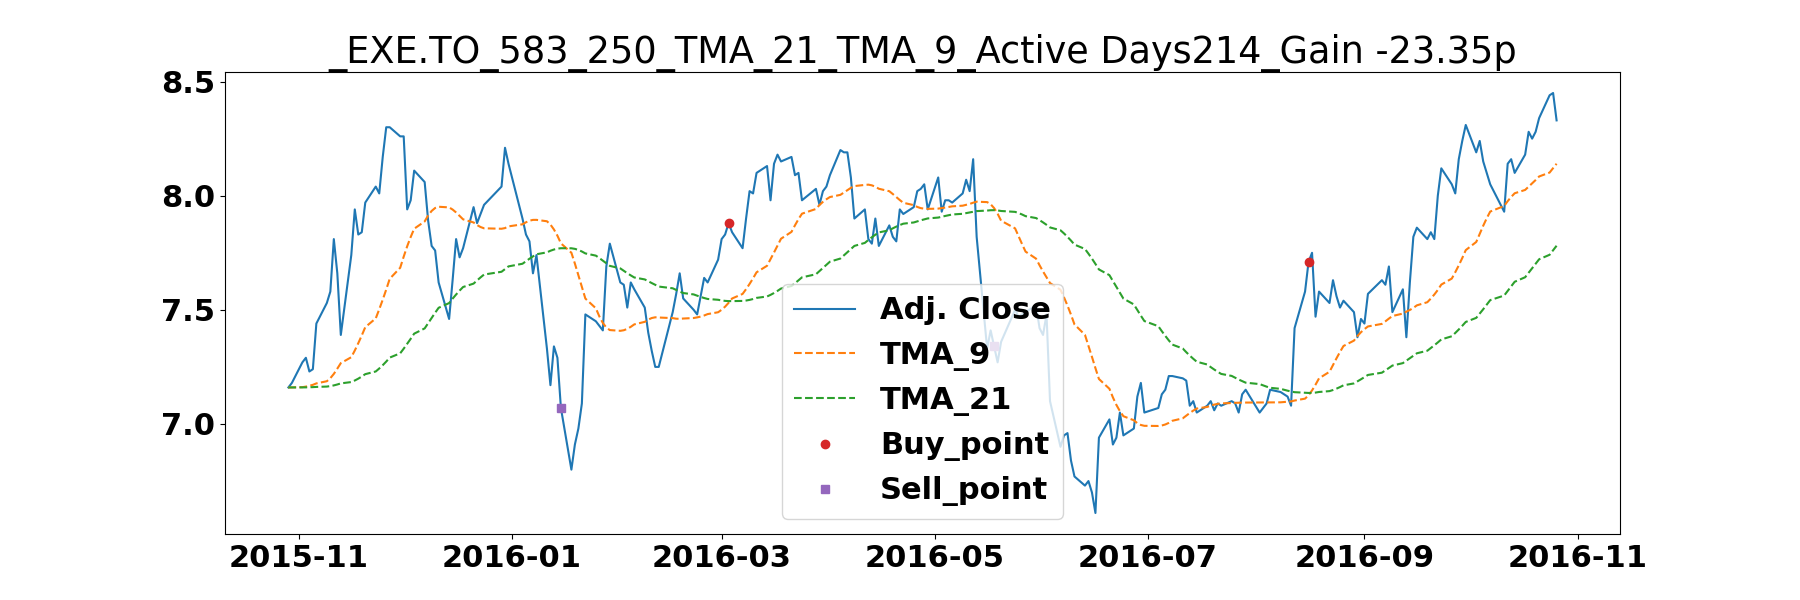 _EXE.TO_583_250_TMA_21_TMA_9_Active Days214_Gain -23.35p
8.5
8.0
7.5
7.0
Adj. Close
TMA_9
TMA_21
Buy_point
Sell_point
2015-11 2016-01 2016-03 2016-05 2016-07 2016-09 2016-11